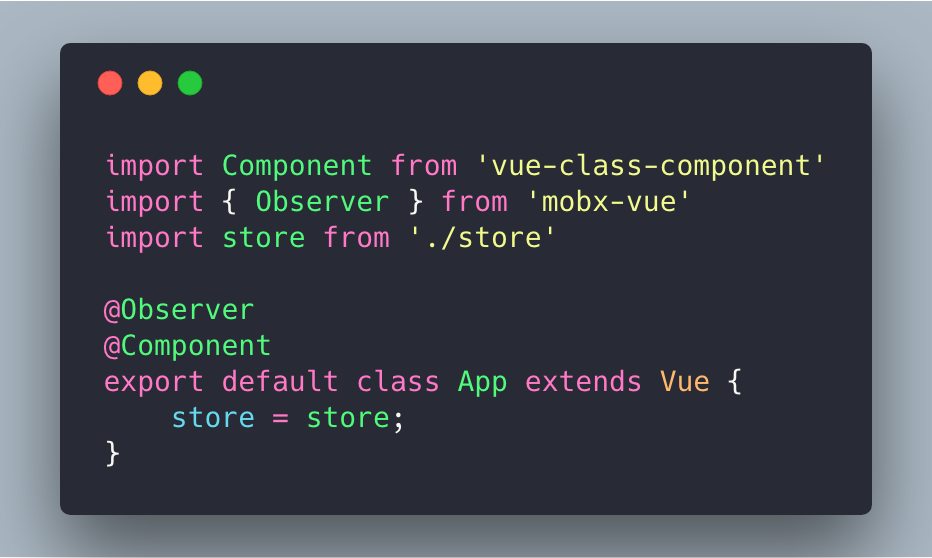 import Component from 'vue-class-component'
import { Observer } from 'mobx-vue'
import store from './store'

@Observer
@Component
export default class App extends Vue {
    store = store;
}